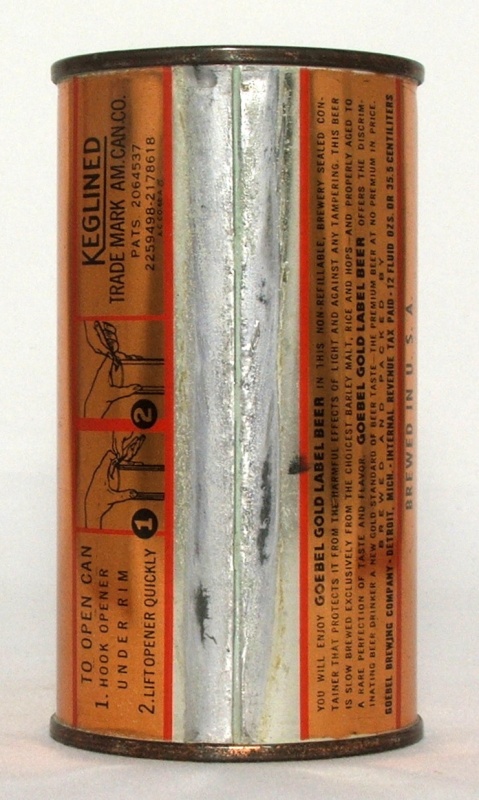 TO OPEN CAN
1. HOOK OPENER
UNDER RIM
2. LIFT OPENER QUICKLY
1
2
KEGLINED
TRADE MARK AM. CAN. CO.
PATS 2064537
2259498-2178618
YOU WILL ENJOY GOEBEL GOLD LABEL BEER IN THIS NON-REFILLABLE, BREWERY SEALED CON-
TAINER THAT PROTECTS IT FROM THE HARMFUL EFFECTS OF LIGHT AND AGAINST ANY TAMPERING. THIS BEER
IS SLOW BREWED EXCLUSIVELY FROM THE CHOICEST BARLEY MALT, RICE AND HOPS—AND PROPERLY AGED TO
A RARE PERFECTION OF TASTE AND FLAVOR. GOEBEL GOLD LABEL BEER OFFERS THE DISCRIM-
INATING BEER DRINKER A NEW GOLD STANDARD OF BEER TASTE—THE PREMIUM BEER AT NO PREMIUM IN PRICE.
BREWED AND PACKED BY
GOEBEL BREWING COMPANY-DETROIT, MICH.-INTERNAL REVENUE TAX PAID-12 FLUID OZS. OR 35.5 CENTILITERS
BREWED IN U. S. A.